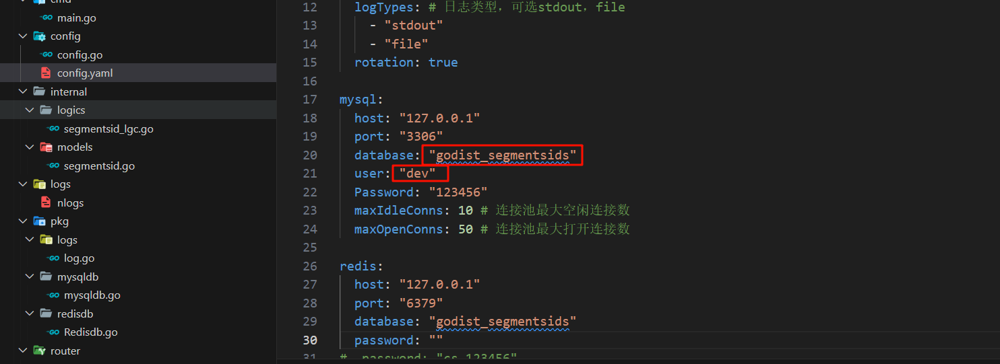 cmd
main.go
config
config.go
config.yaml
internal
logics
segmentsid_lgc.go
models
segmentsid.go
logs
nlogs
pkg
logs
log.go
mysqldb
mysqldb.go
redisdb
Redisdb.go
router
12 logTypes: # 日志类型，可选stdout，file
13 - "stdout"
14 - "file"
15 rotation: true
16
17 mysql:
18 host: "127.0.0.1"
19 port: "3306"
20 database: "godist_segmentsids"
21 user: "dev"
22 Password: "123456"
23 maxIdleConns: 10 # 连接池最大空闲连接数
24 maxOpenConns: 50 # 连接池最大打开连接数
25
26 redis:
27 host: "127.0.0.1"
28 port: "6379"
29 database: "godist_segmentsids"
30 password: ""
31 # password: "cs 123456"